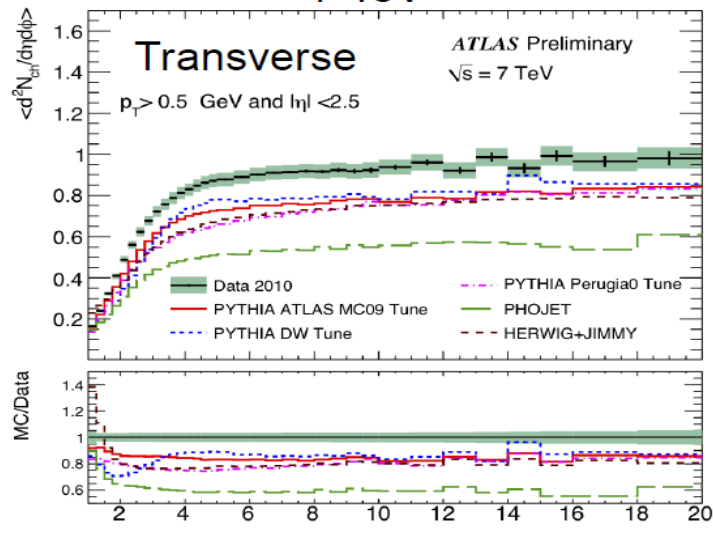 Transverse
ATLAS Preliminary
√s = 7 TeV
p_T> 0.5 GeV and |η| <2.5
<d²N_ch/dηdϕ>
1.6
1.4
1.2
1
0.8
0.6
0.4
0.2
Data 2010
PYTHIA ATLAS MC09 Tune
PYTHIA DW Tune
PYTHIA Perugia0 Tune
PHOJET
HERWIG+JIMMY
MC/Data
1.4
1.2
1
0.8
0.6
2 4 6 8 10 12 14 16 18 20